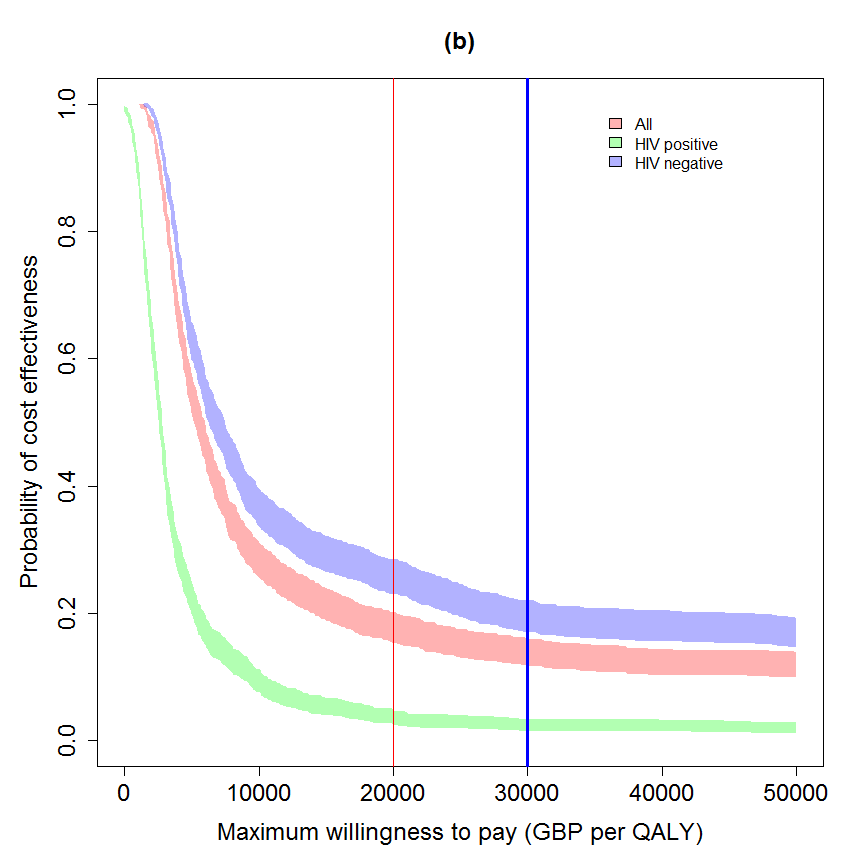 (b)
All
HIV positive
HIV negative
Probability of cost effectiveness
1.0
0.8
0.6
0.4
0.2
0.0
0 10000 20000 30000 40000 50000
Maximum willingness to pay (GBP per QALY)